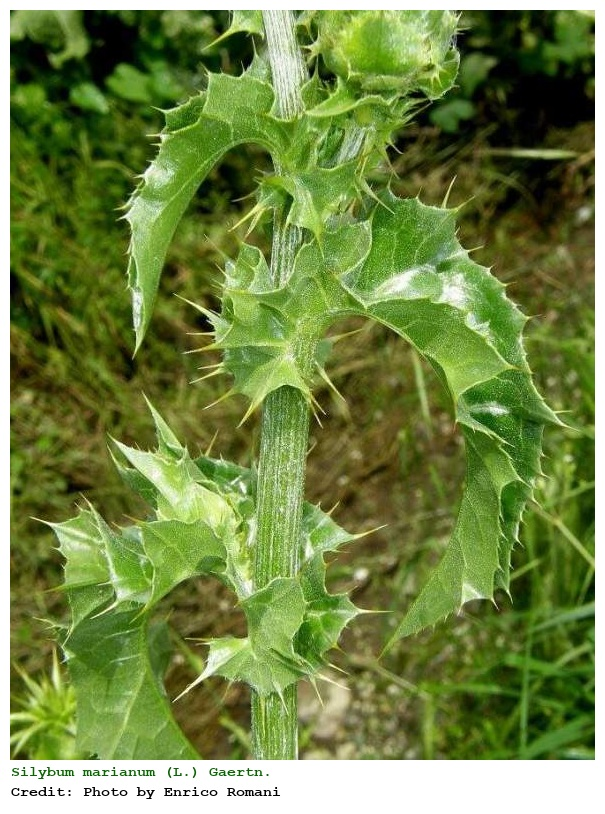 Silybum marianum (L.) Gaertn.
Credit: Photo by Enrico Romani